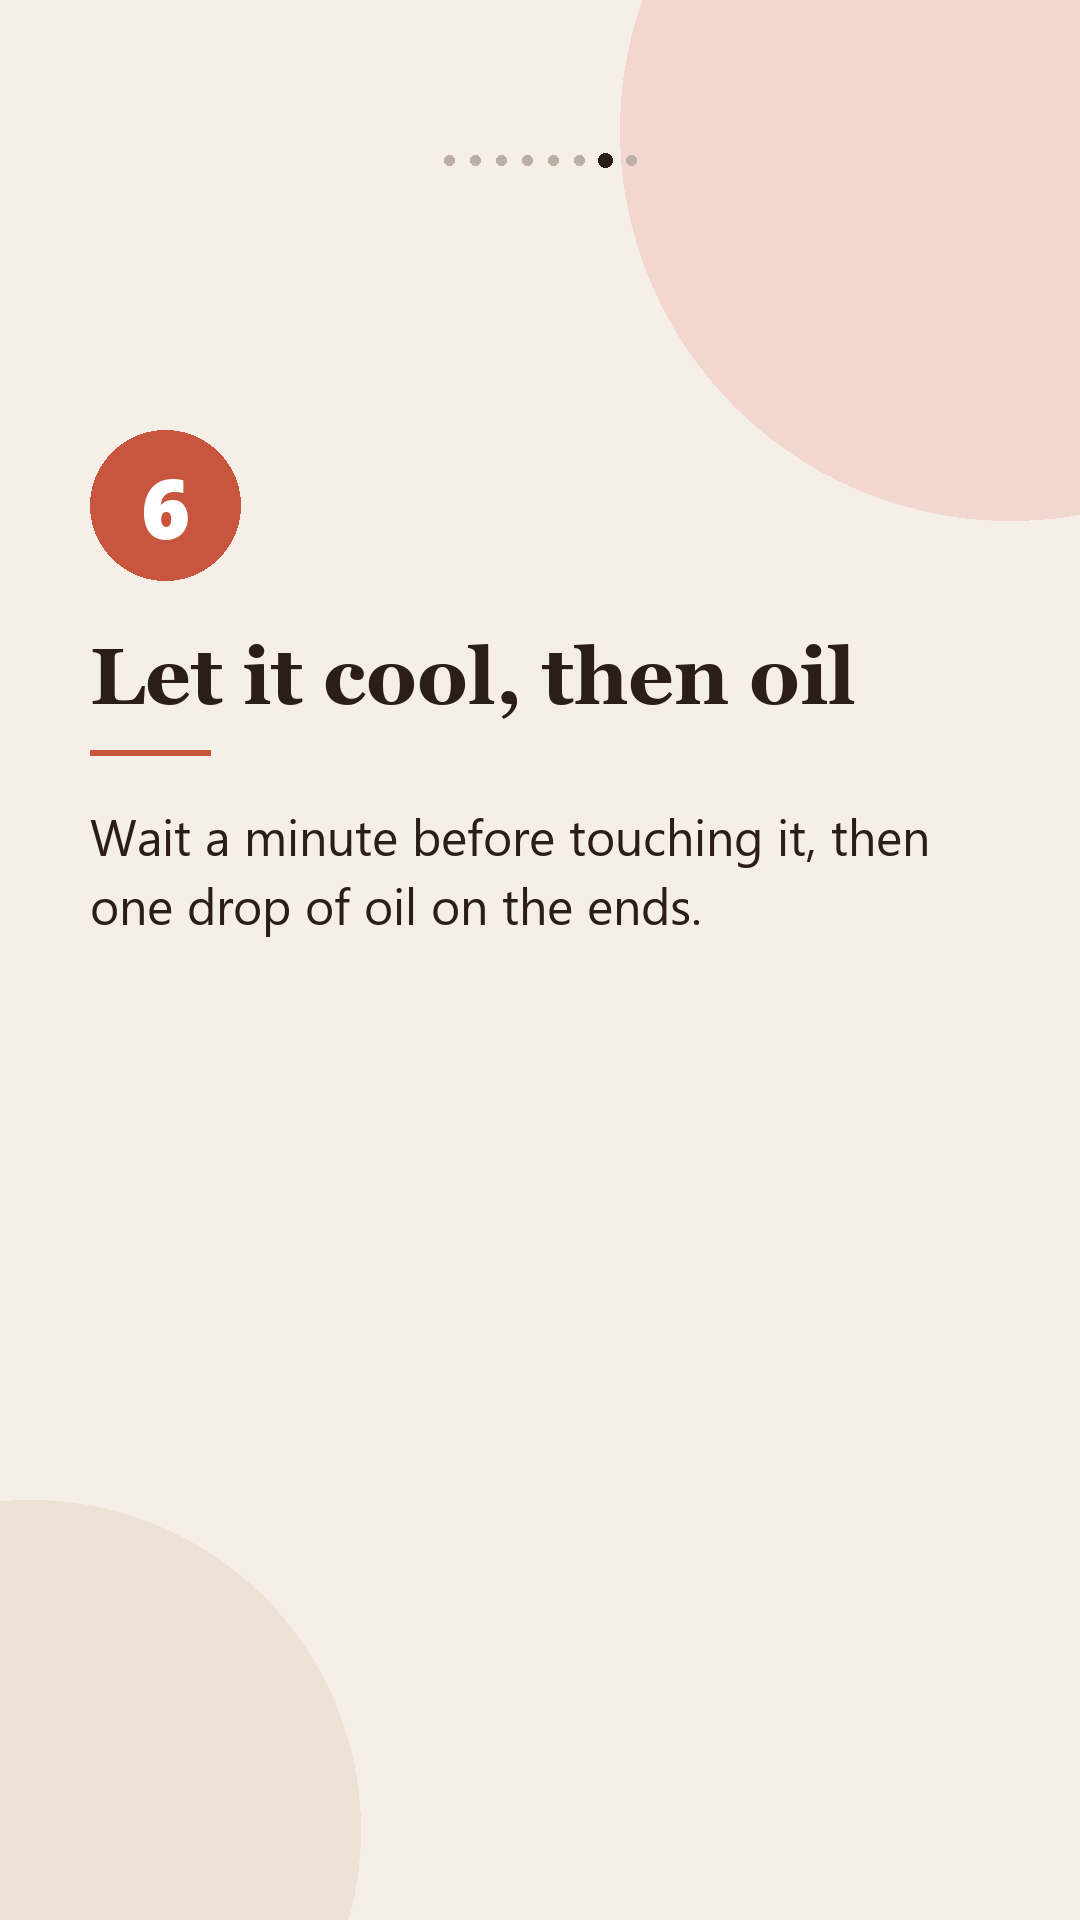 6
Let it cool, then oil
Wait a minute before touching it, then
one drop of oil on the ends.